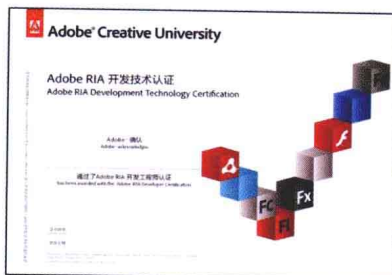 Adobe® Creative University
Adobe RIA 开发技术认证
Adobe RIA Development Technology Certification
Adobe 确认
Adobe acknowledges
通过了Adobe RIA 开发工程师认证
has been awarded with the Adobe RIA Developer Certification
FC
Fx
Fl